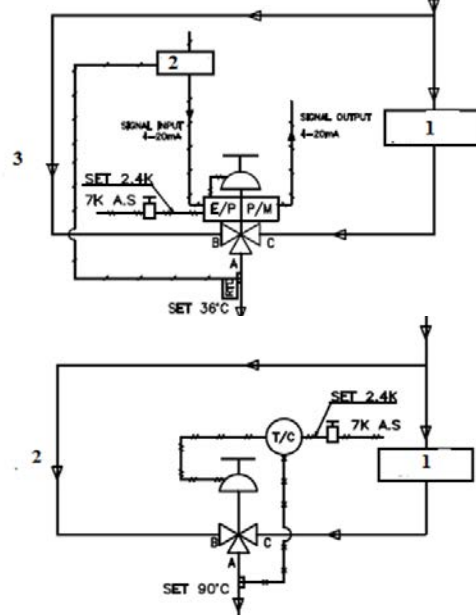 2
1
SIGNAL INPUT
4–20mA
SIGNAL OUTPUT
4–20mA
3
SET 2.4K
7K A.S
E/P P/M
B C
A
RTD
SET 36°C
SET 2.4K
T/C
7K A.S
1
2
B C
A
SET 90°C